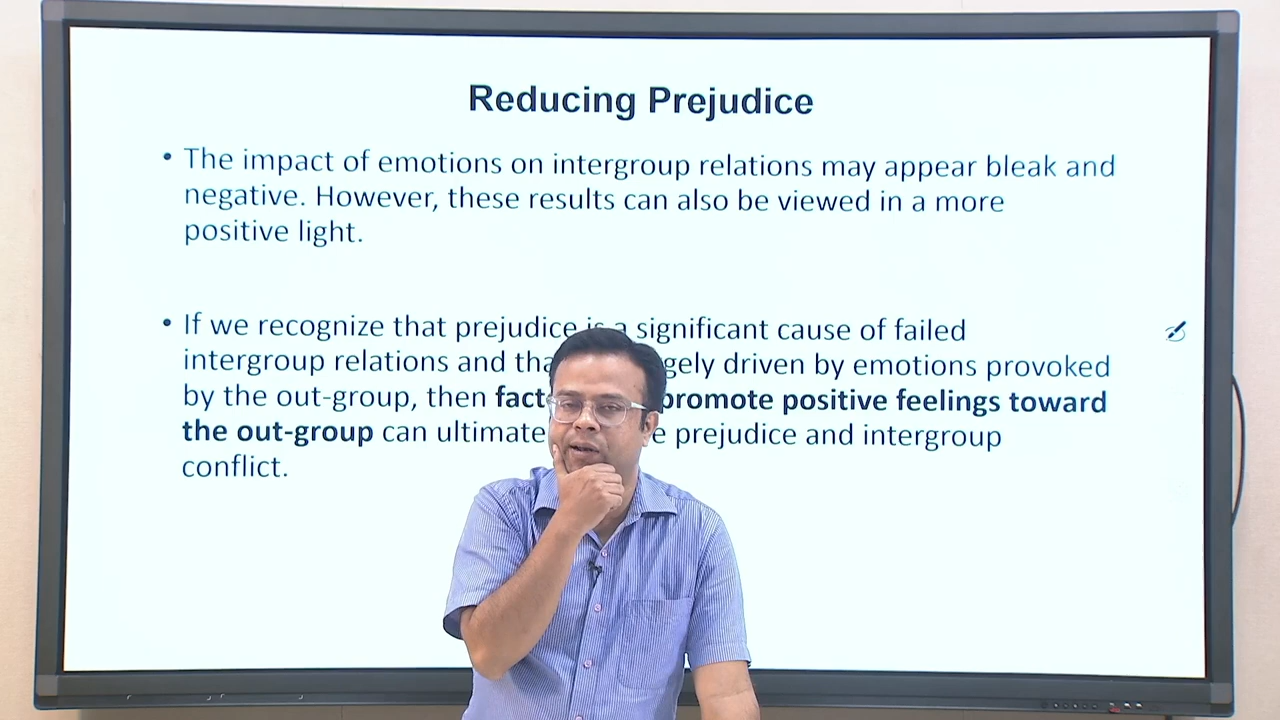 Reducing Prejudice
• The impact of emotions on intergroup relations may appear bleak and
negative. However, these results can also be viewed in a more
positive light.
• If we recognize that prejudice is a significant cause of failed
intergroup relations and driven by emotions provoked
by the out-group, then promote positive feelings toward
the out-group can prejudice and intergroup
conflict.